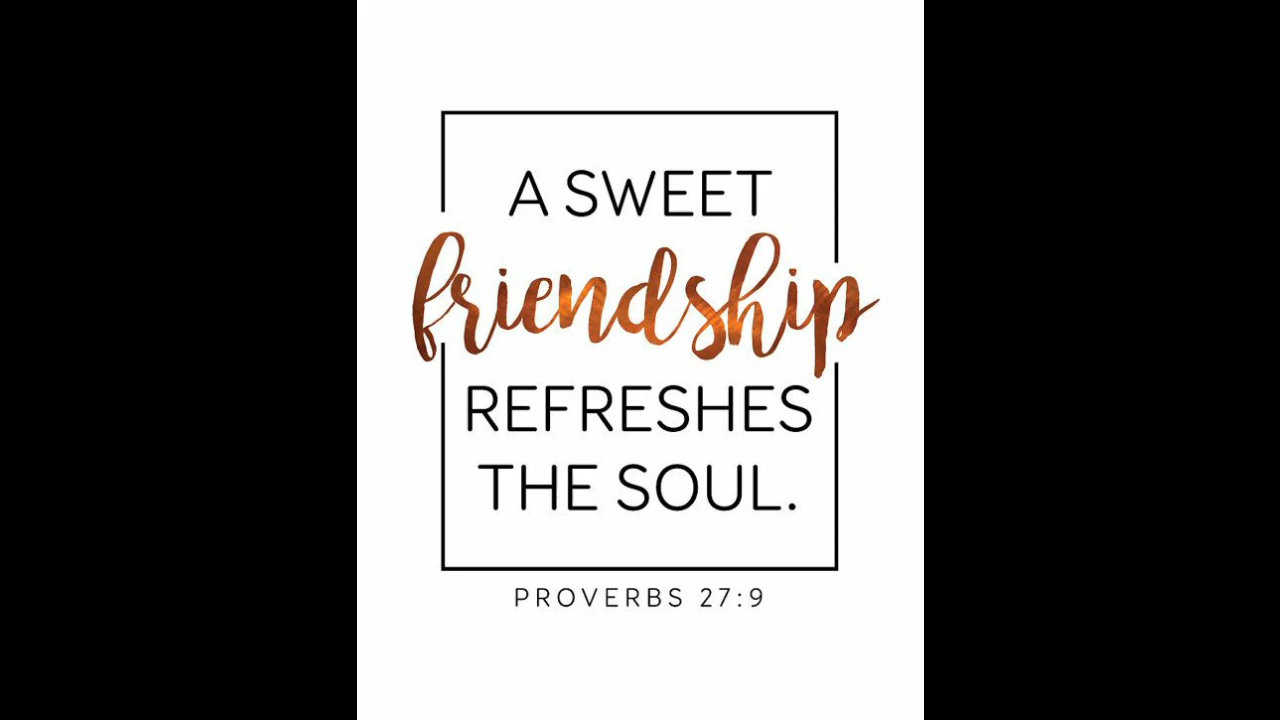 A SWEET
friendship
REFRESHES
THE SOUL.
PROVERBS 27:9